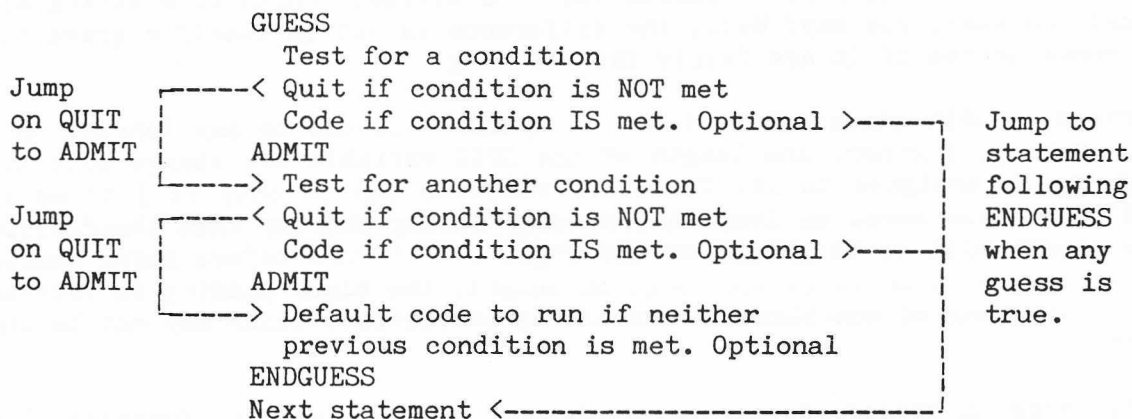 GUESS
Test for a condition
Jump ┌------< Quit if condition is NOT met
on QUIT ¦ Code if condition IS met. Optional >----┐ Jump to
to ADMIT ¦ ADMIT ¦ statement
└------> Test for another condition ¦ following
Jump ┌------< Quit if condition is NOT met ¦ ENDGUESS
on QUIT ¦ Code if condition IS met. Optional >----¦ when any
to ADMIT ¦ ADMIT ¦ guess is
└------> Default code to run if neither ¦ true.
previous condition is met. Optional ¦
ENDGUESS ¦
Next statement <---------------------------┘